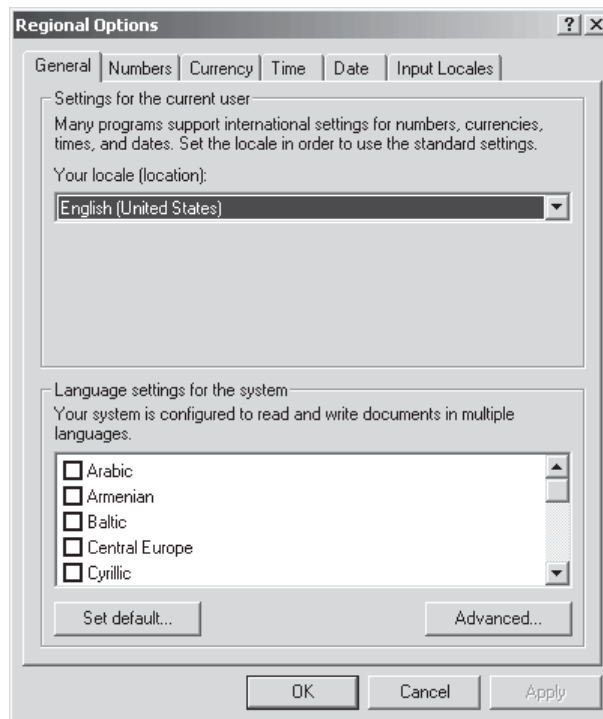 Regional Options
General Numbers Currency Time Date Input Locales
Settings for the current user
Many programs support international settings for numbers, currencies,
times, and dates. Set the locale in order to use the standard settings.
Your locale (location):
English (United States)
Language settings for the system
Your system is configured to read and write documents in multiple
languages.
Arabic
Armenian
Baltic
Central Europe
Cyrillic
Set default...
Advanced...
OK
Cancel
Apply